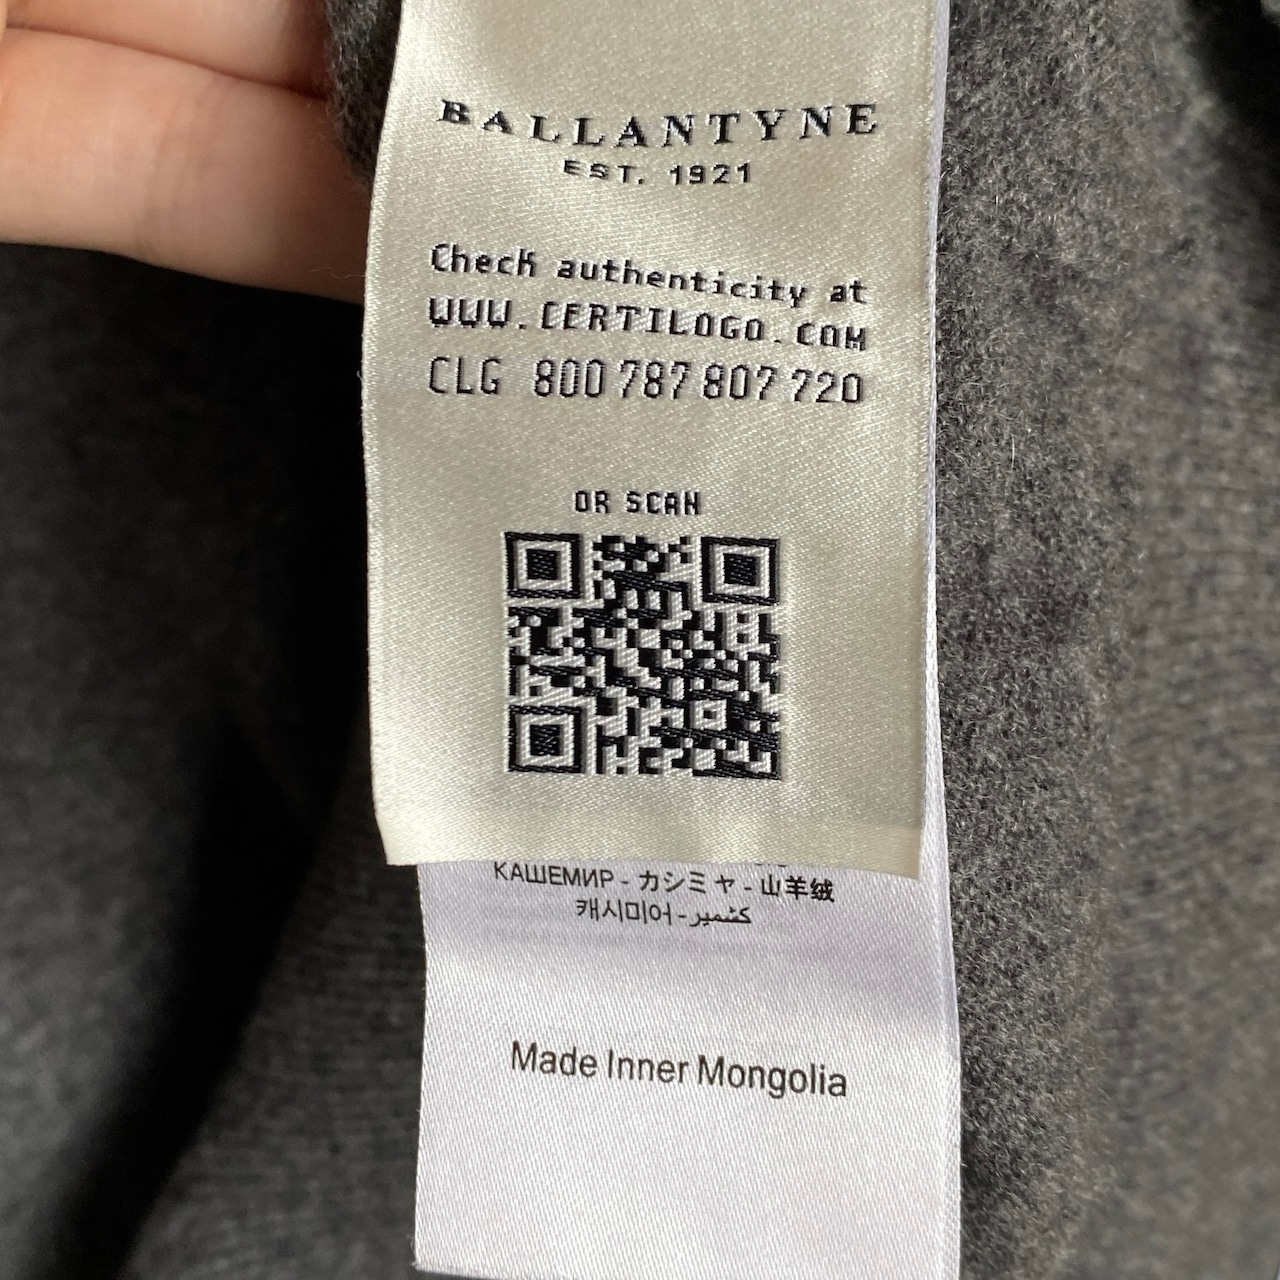 BALLANTYNE
EST. 1921
Check authenticity at
WWW.CERTILOGO.COM
CLG 800 787 807 720
OR SCAN
КАШЕМИР - カシミヤ - 山羊绒
캐시미어 - كشمير
Made Inner Mongolia